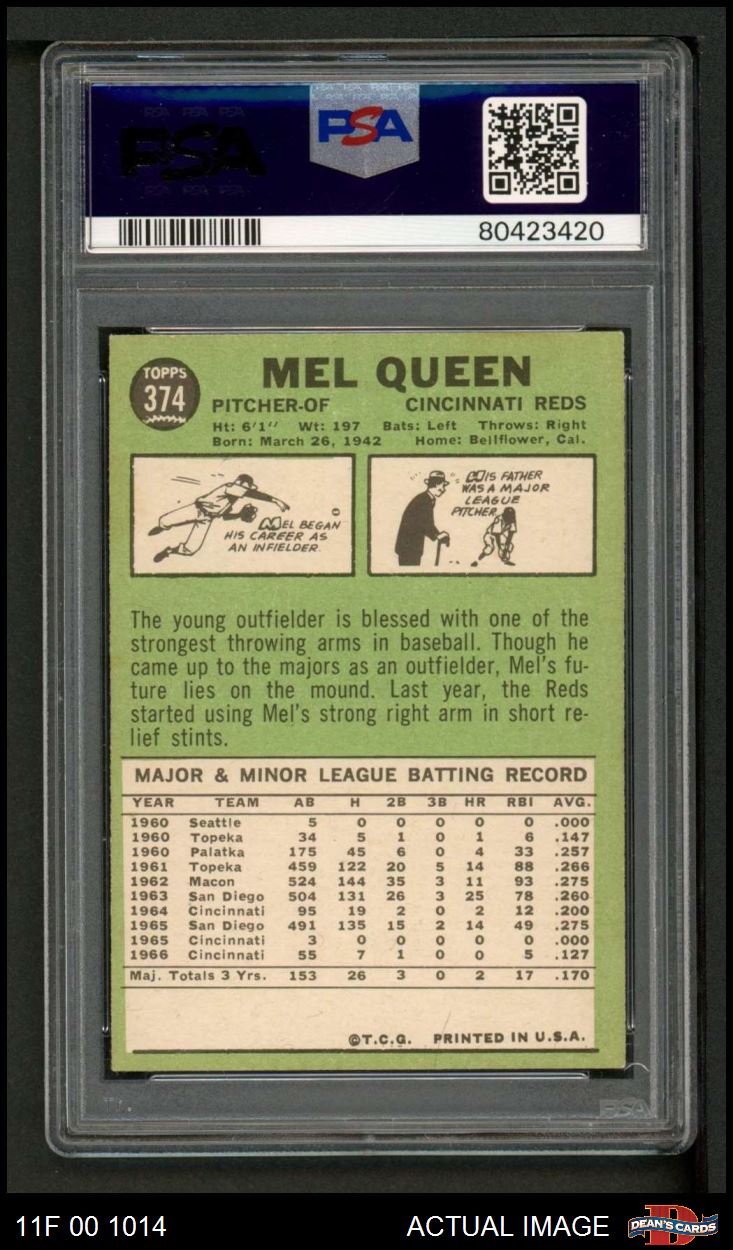 PSA PSA PSA
PSA
PSA PSA PSA
PSA
80423420
TOPPS
374
MEL QUEEN
PITCHER-OF CINCINNATI REDS
Ht: 6'1" Wt: 197 Bats: Left Throws: Right
Born: March 26, 1942 Home: Bellflower, Cal.
MEL BEGAN
HIS CAREER AS
AN INFIELDER.
HIS FATHER
WAS A MAJOR
LEAGUE
PITCHER
The young outfielder is blessed with one of the
strongest throwing arms in baseball. Though he
came up to the majors as an outfielder, Mel's fu-
ture lies on the mound. Last year, the Reds
started using Mel's strong right arm in short re-
lief stints.
MAJOR & MINOR LEAGUE BATTING RECORD
YEAR TEAM AB H 2B 3B HR RBI AVG.
1960 Seattle 5 0 0 0 0 0 .000
1960 Topeka 34 5 1 0 1 6 .147
1960 Palatka 175 45 6 0 4 33 .257
1961 Topeka 459 122 20 5 14 88 .266
1962 Macon 524 144 35 3 11 93 .275
1963 San Diego 504 131 26 3 25 78 .260
1964 Cincinnati 95 19 2 0 2 12 .200
1965 San Diego 491 135 15 2 14 49 .275
1965 Cincinnati 3 0 0 0 0 0 .000
1966 Cincinnati 55 7 1 0 0 5 .127
Maj. Totals 3 Yrs. 153 26 3 0 2 17 .170
©T.C.G. PRINTED IN U.S.A.
PSA
11F 00 1014 ACTUAL IMAGE DEAN'S CARDS